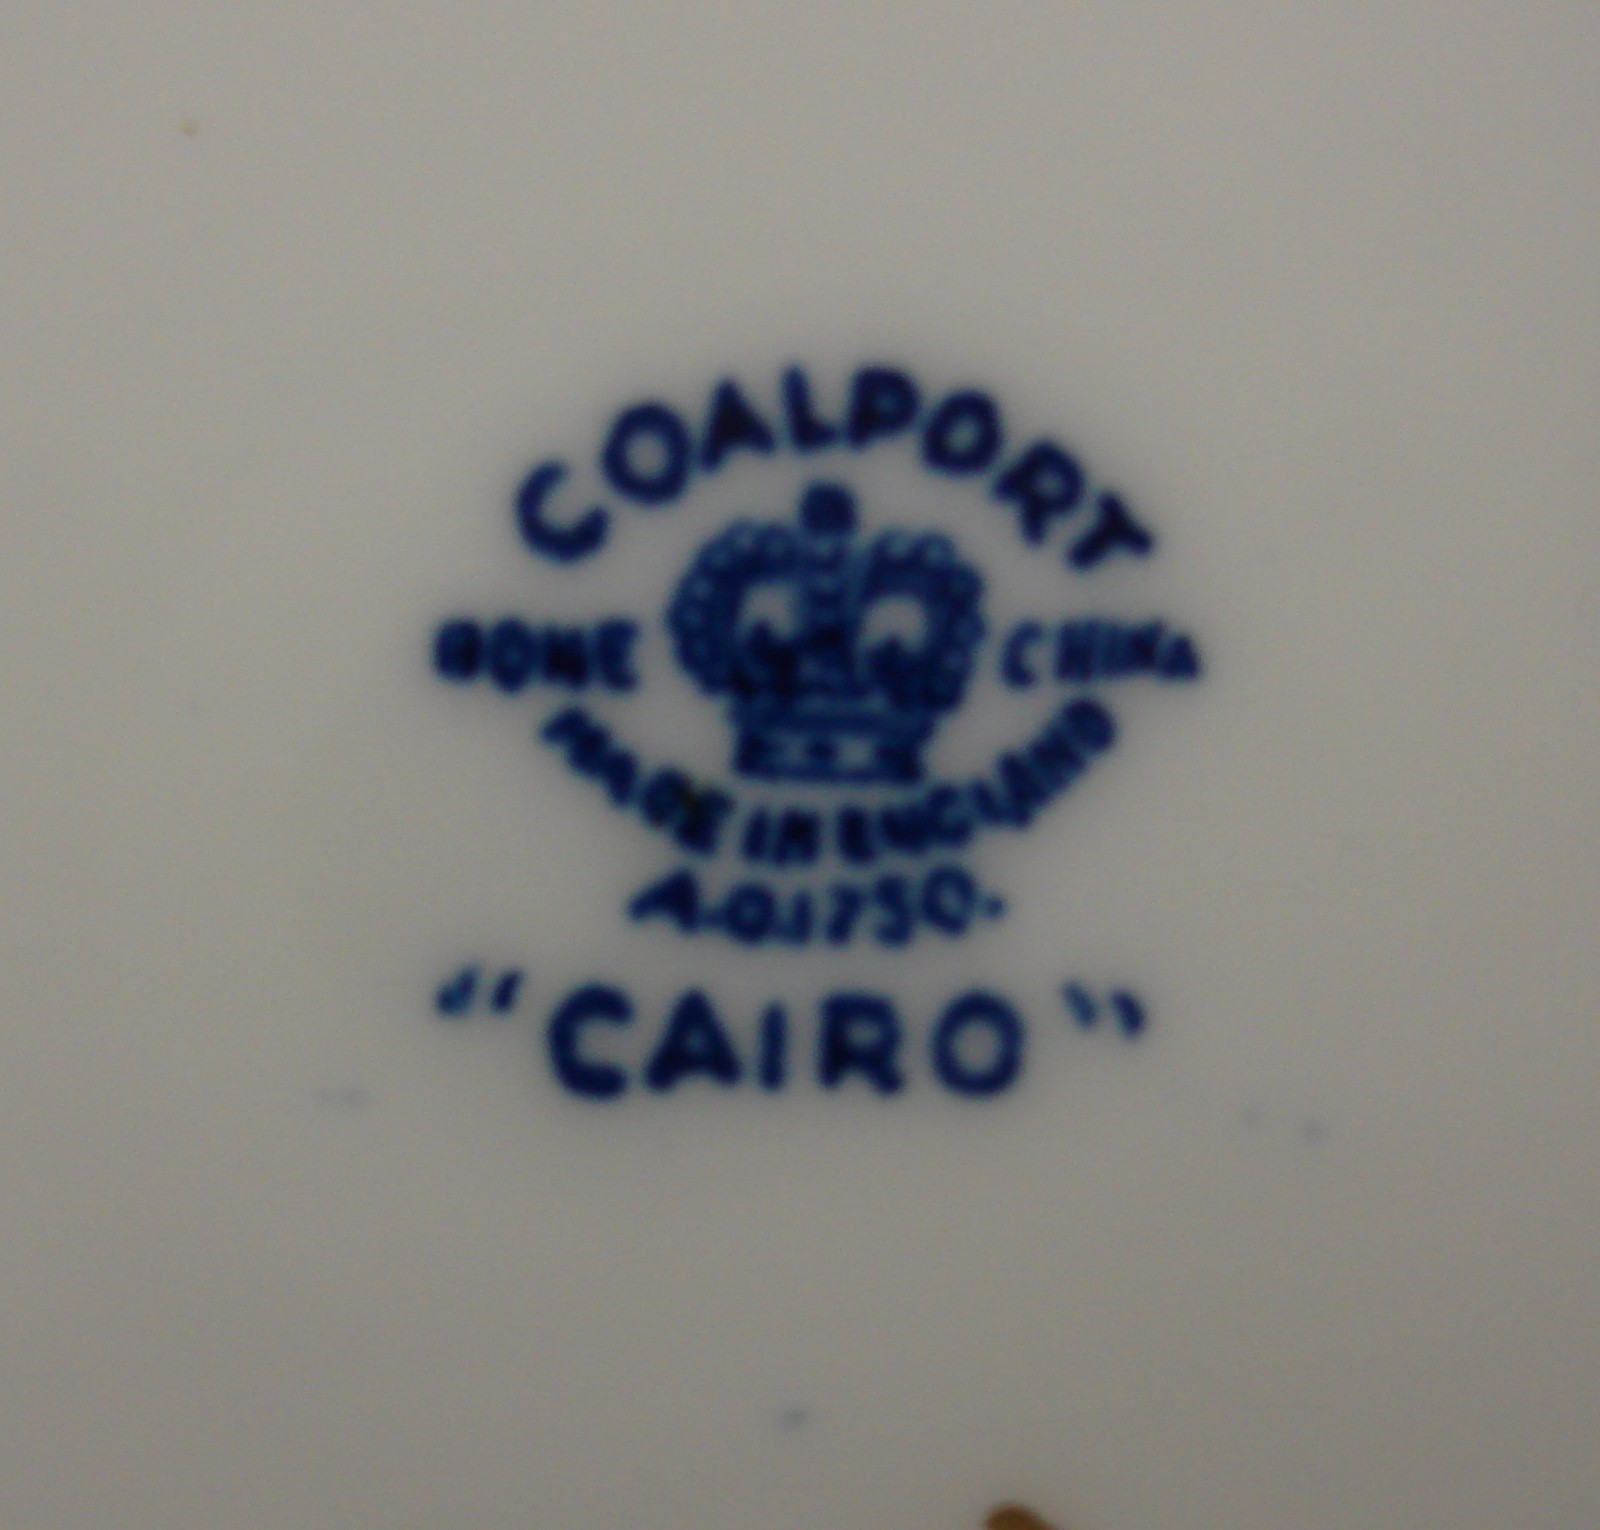 COALPORT
BONE CHINA
MADE IN ENGLAND
A.D.1750.
"CAIRO"